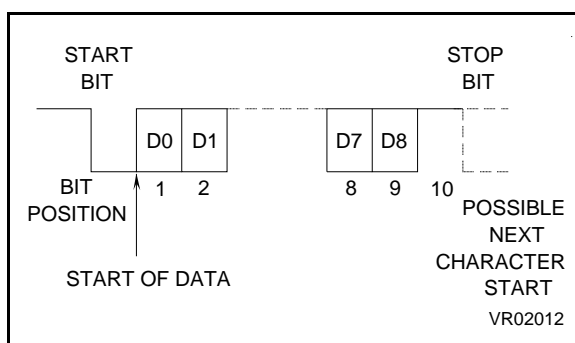 START
BIT
STOP
BIT
D0 D1 D7 D8
BIT
POSITION
1 2 8 9 10
POSSIBLE
NEXT
CHARACTER
START
START OF DATA
VR02012